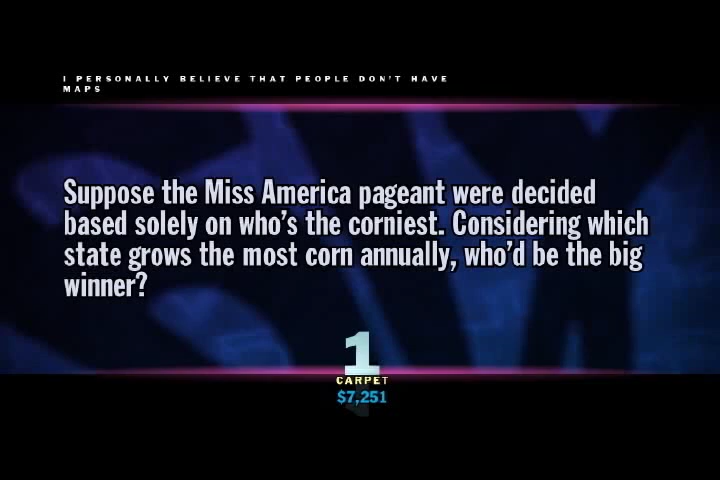 I PERSONALLY BELIEVE THAT PEOPLE DON'T HAVE
MAPS
Suppose the Miss America pageant were decided
based solely on who's the corniest. Considering which
state grows the most corn annually, who'd be the big
winner?
1
CARPET
$7,251